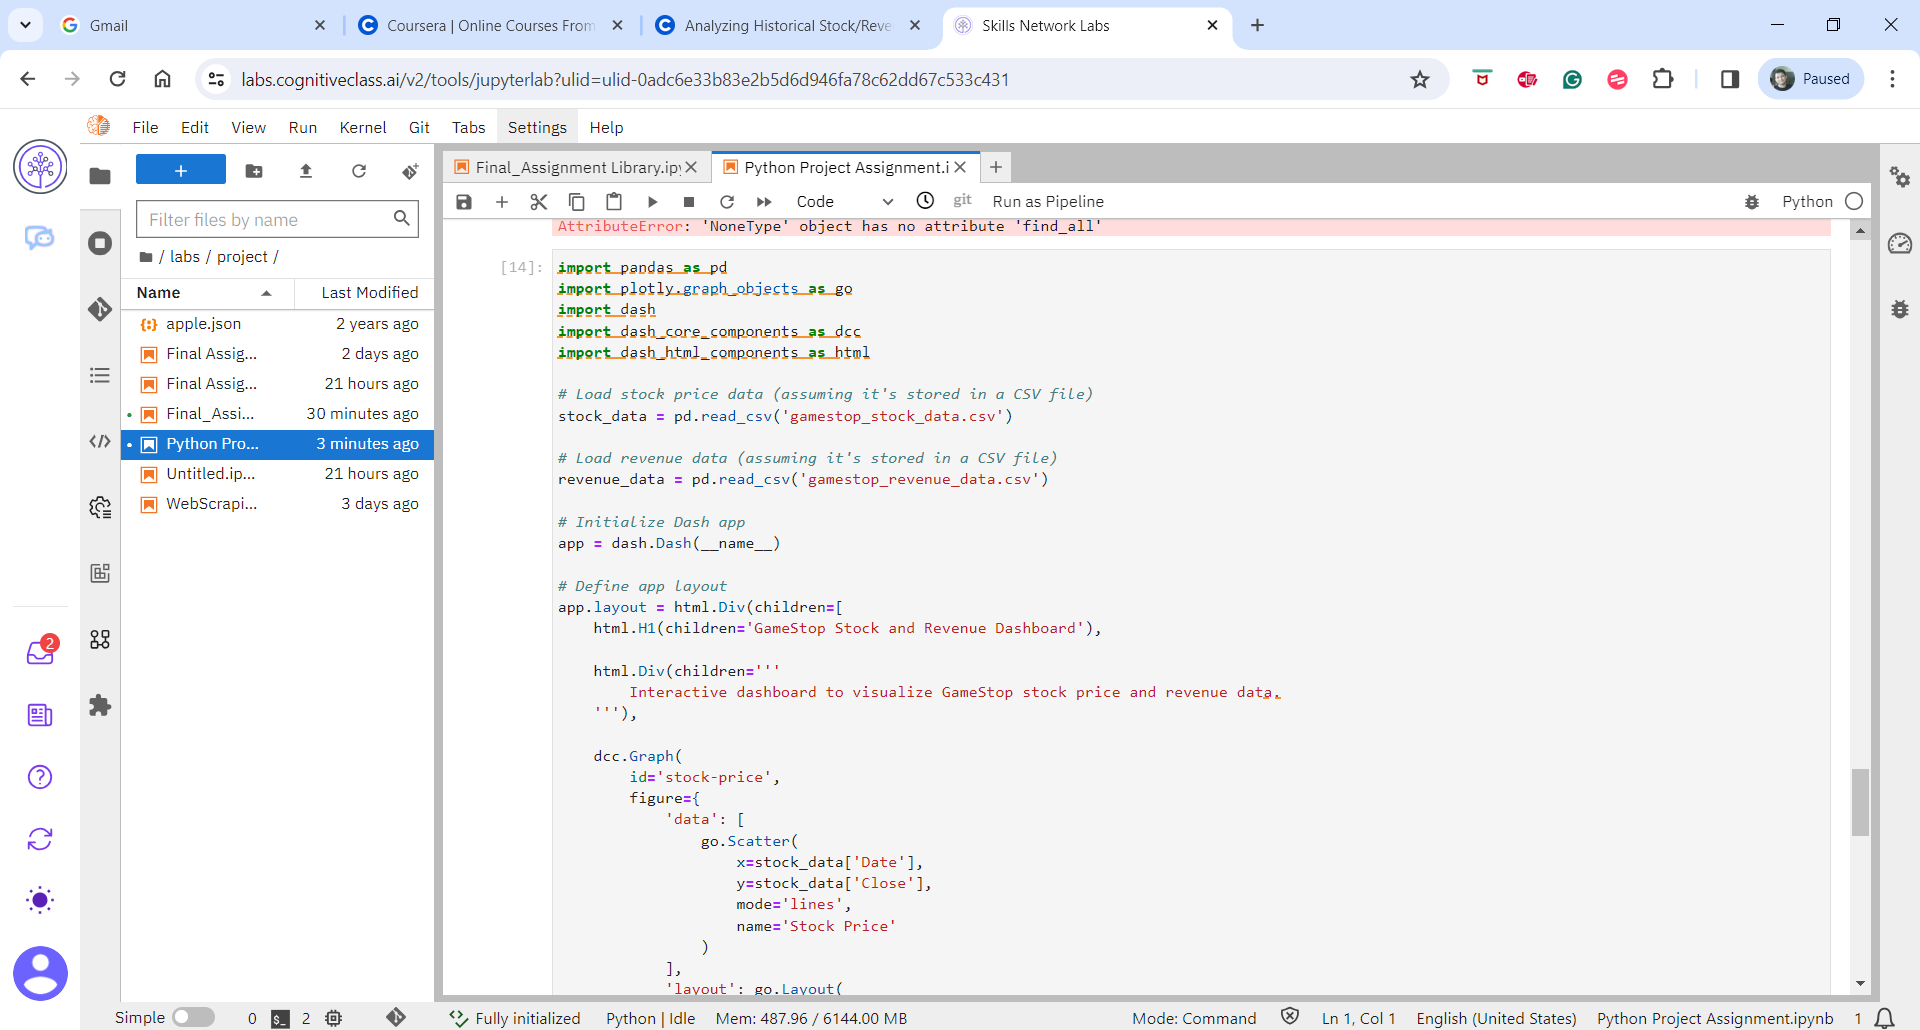 Gmail
Coursera | Online Courses From
Analyzing Historical Stock/Reve
Skills Network Labs
labs.cognitiveclass.ai/v2/tools/jupyterlab?ulid=ulid-0adc6e33b83e2b5d6d946fa78c62dd67c533c431
Paused
File Edit View Run Kernel Git Tabs Settings Help
Final_Assignment Library.ipy
Python Project Assignment.i
Code
git
Run as Pipeline
Python
Filter files by name
/ labs / project /
Name Last Modified
apple.json 2 years ago
Final Assig... 2 days ago
Final Assig... 21 hours ago
Final_Assi... 30 minutes ago
Python Pro... 3 minutes ago
Untitled.ip... 21 hours ago
WebScrapi... 3 days ago
2
AttributeError: 'NoneType' object has no attribute 'find_all'
[14]:
import pandas as pd
import plotly.graph_objects as go
import dash
import dash_core_components as dcc
import dash_html_components as html
# Load stock price data (assuming it's stored in a CSV file)
stock_data = pd.read_csv('gamestop_stock_data.csv')
# Load revenue data (assuming it's stored in a CSV file)
revenue_data = pd.read_csv('gamestop_revenue_data.csv')
# Initialize Dash app
app = dash.Dash(__name__)
# Define app layout
app.layout = html.Div(children=[
html.H1(children='GameStop Stock and Revenue Dashboard'),
html.Div(children='''
Interactive dashboard to visualize GameStop stock price and revenue data.
'''),
dcc.Graph(
id='stock-price',
figure={
'data': [
go.Scatter(
x=stock_data['Date'],
y=stock_data['Close'],
mode='lines',
name='Stock Price'
)
],
'layout': go.Layout(
Simple 0 2 Fully initialized Python | Idle Mem: 487.96 / 6144.00 MB Mode: Command Ln 1, Col 1 English (United States) Python Project Assignment.ipynb 1